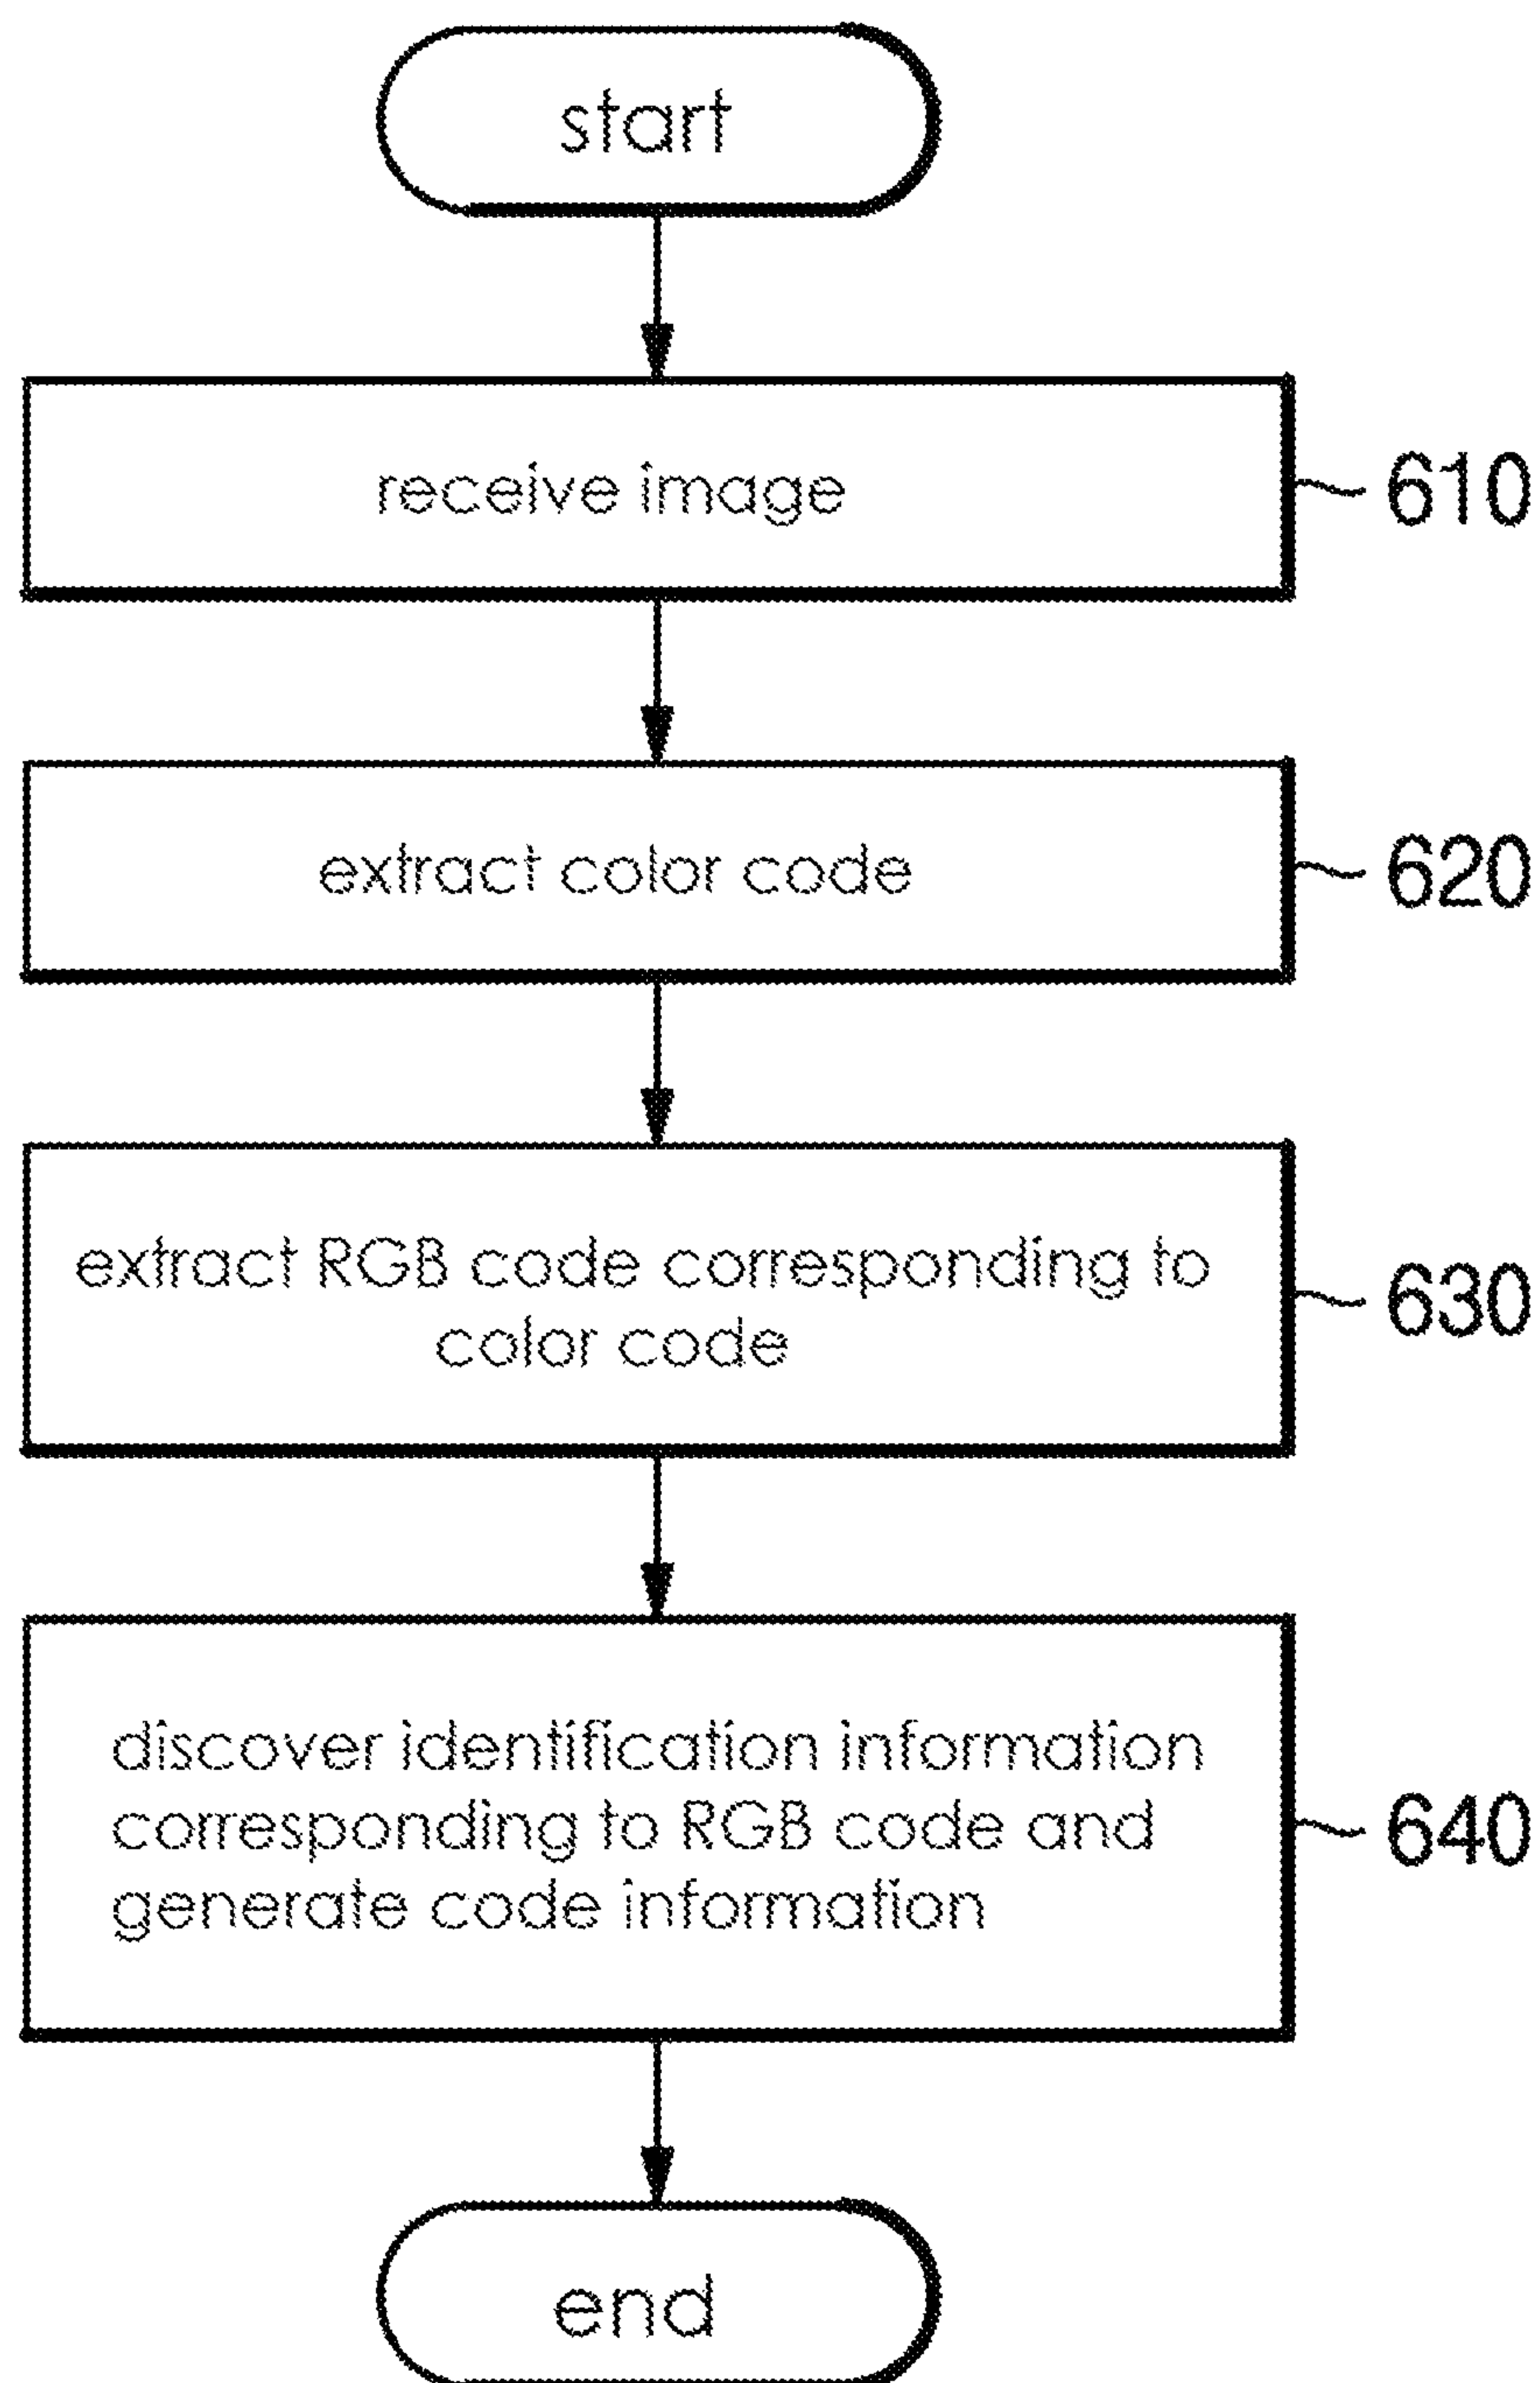 start
receive image
610
extract color code
620
extract RGB code corresponding to
color code
630
discover identification information
corresponding to RGB code and
generate code information
640
end